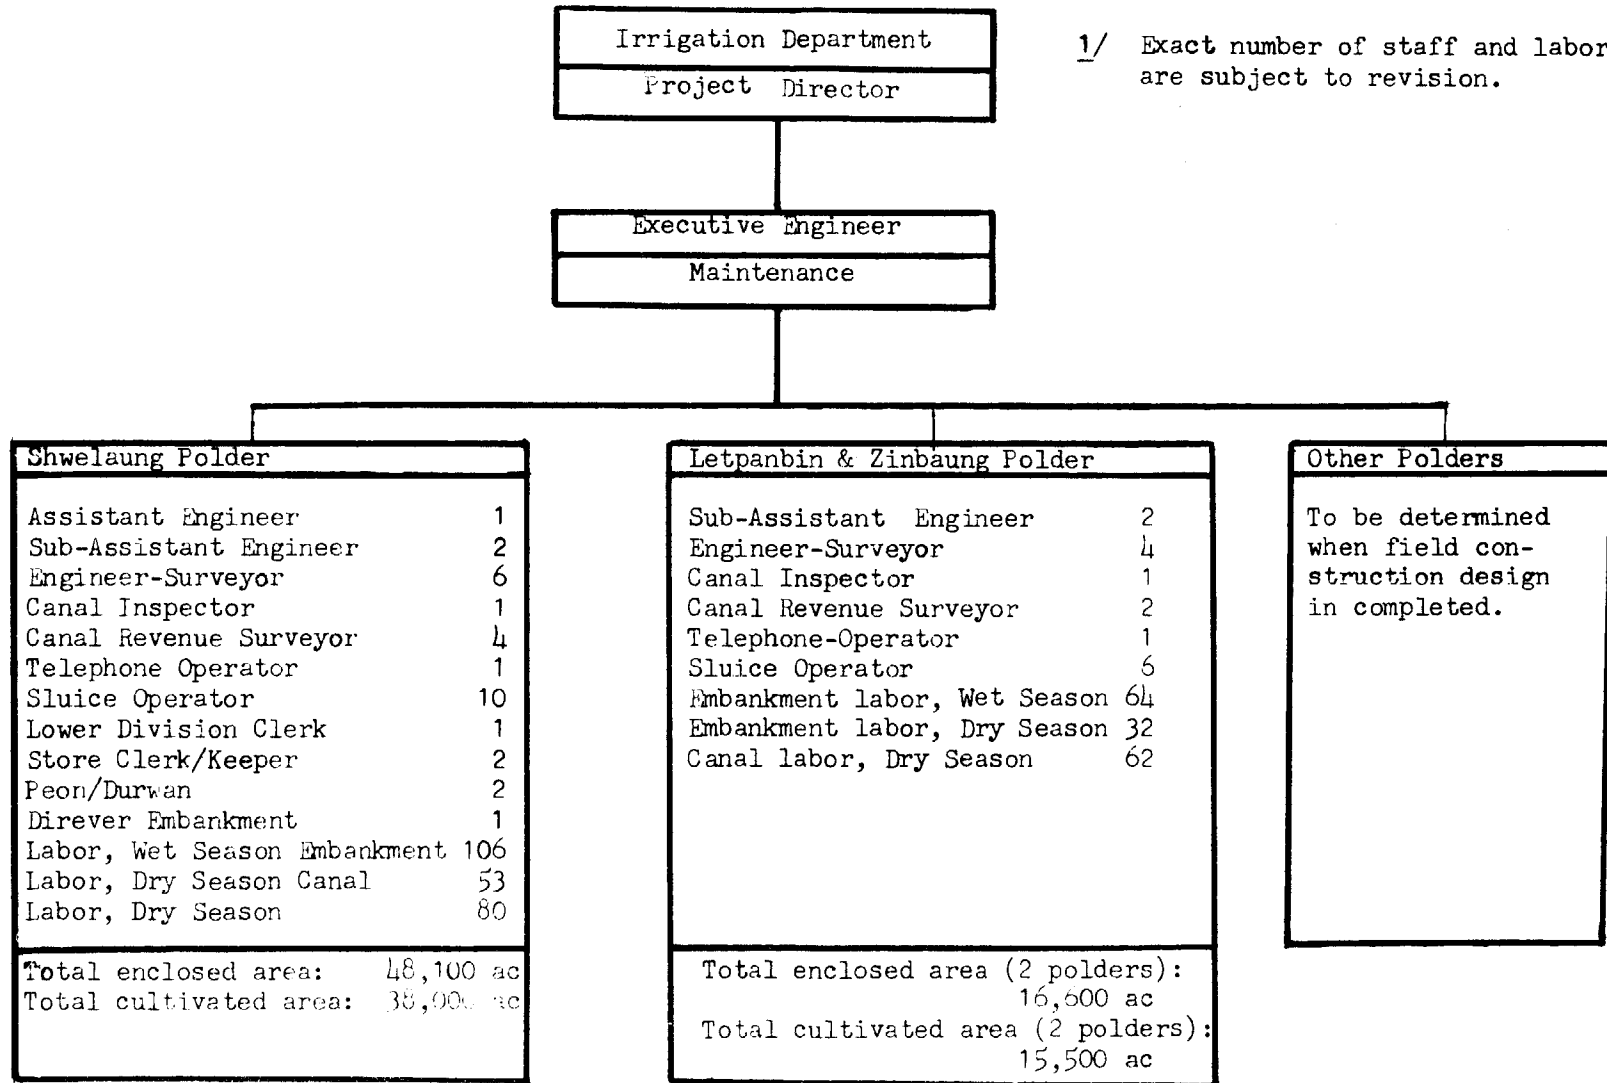 Irrigation Department
Project Director
1/ Exact number of staff and labor
are subject to revision.
Executive Engineer
Maintenance
Shwelaung Polder
Assistant Engineer 1
Sub-Assistant Engineer 2
Engineer-Surveyor 6
Canal Inspector 1
Canal Revenue Surveyor 4
Telephone Operator 1
Sluice Operator 10
Lower Division Clerk 1
Store Clerk/Keeper 2
Peon/Durwan 2
Direver Embankment 1
Labor, Wet Season Embankment 106
Labor, Dry Season Canal 53
Labor, Dry Season 80
Total enclosed area: 48,100 ac
Total cultivated area: 38,000 ac
Letpanbin & Zinbaung Polder
Sub-Assistant Engineer 2
Engineer-Surveyor 4
Canal Inspector 1
Canal Revenue Surveyor 2
Telephone-Operator 1
Sluice Operator 6
Embankment labor, Wet Season 64
Embankment labor, Dry Season 32
Canal labor, Dry Season 62
Total enclosed area (2 polders):
16,600 ac
Total cultivated area (2 polders):
15,500 ac
Other Polders
To be determined
when field con-
struction design
in completed.